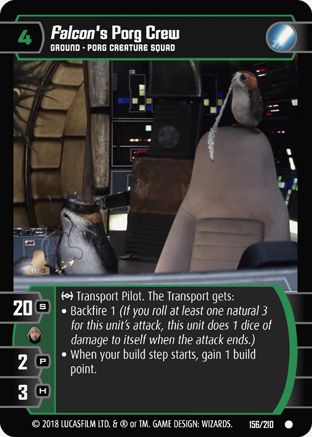 4
Falcon's Porg Crew
GROUND - PORG CREATURE SQUAD
20 S
2 P
3 H
Transport Pilot. The Transport gets:
• Backfire 1 (If you roll at least one natural 3
for this unit's attack, this unit does 1 dice of
damage to itself when the attack ends.)
• When your build step starts, gain 1 build
point.
© 2018 LUCASFILM LTD. & ® or TM. GAME DESIGN: WIZARDS.
156/210